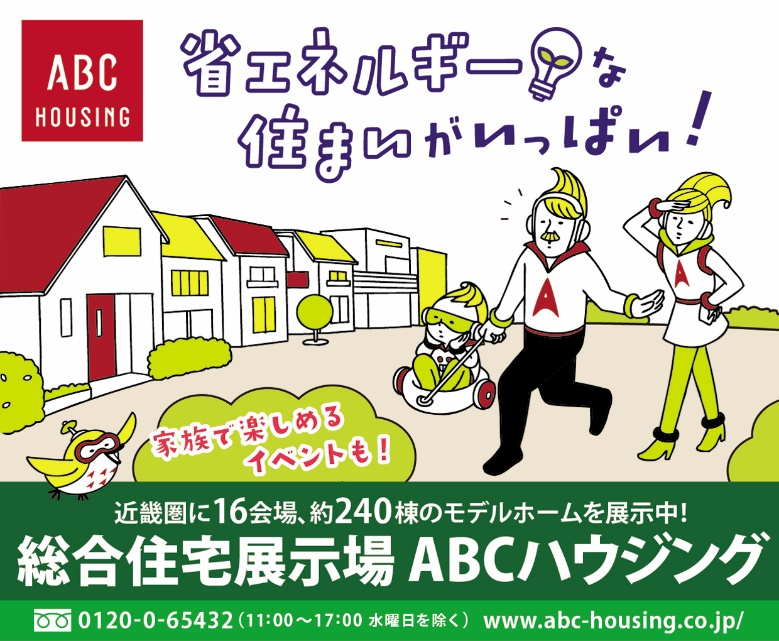 ABC
HOUSING
省エネルギーな
住まいがいっぱい!
A
A
家族で楽しめる
イベントも!
近畿圏に16会場、約240棟のモデルホームを展示中!
総合住宅展示場 ABCハウジング
0120-0-65432(11:00～17:00 水曜日を除く) www.abc-housing.co.jp/